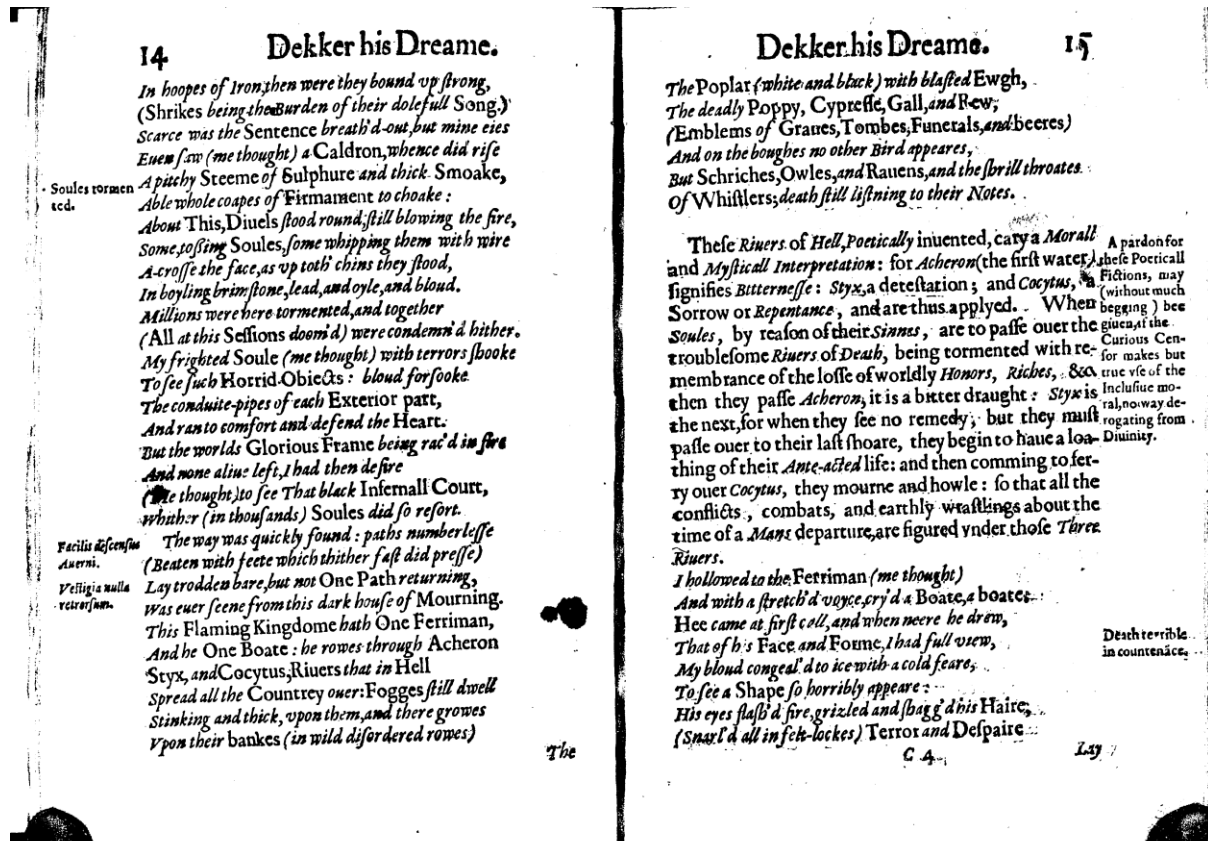 14
Dekker his Dreame.
In hoopes of Iron, then were they bound up ſtrong,
(Shrikes being the Burden of their dolefull Song.)
Scarce was the Sentence breath'd-out, but mine eies
Euen ſaw (me thought) a Caldron, whence did riſe
A pitchy Steeme of Sulphure and thick Smoake,
Able whole coapes of Firmament to choake:
About This, Diuels ſtood round, ſtill blowing the fire,
Some, toſſing Soules, ſome whipping them with wire
A-croſſe the face, as up toth' chins they ſtood,
In boyling brimſtone, lead, and oyle, and bloud.
Millions were here tormented, and together
(All at this Seſſions doom'd) were condemn'd hither.
My frighted Soule (me thought) with terrors ſhooke
To ſee ſuch Horrid Obiects: bloud forſooke
The conduite-pipes of each Exterior part,
And ran to comfort and defend the Heart.
But the worlds Glorious Frame being rac'd in fire
And none aliue left, I had then deſire
(Me thought) to ſee That black Infernall Court,
Whither (in thouſands) Soules did ſo reſort.
The way was quickly found: paths numberleſſe
(Beaten with feete which thither faſt did preſſe)
Lay trodden bare, but not One Path returning,
Was euer ſeene from this dark houſe of Mourning.
This Flaming Kingdome hath One Ferriman,
And he One Boate: he rowes through Acheron
Styx, and Cocytus, Riuers that in Hell
Spread all the Countrey ouer: Fogges ſtill dwell
Stinking and thick, vpon them, and there growes
Vpon their bankes (in wild diſordered rowes)
The
Soules tormen
ted.
Facilis deſcenſus
Auerni.
Veſtigia nulla
retrorſum.
Dekker his Dreame.
15
The Poplar (white and black) with blaſted Ewgh,
The deadly Poppy, Cypreſſe, Gall, and Rew;
(Emblems of Graues, Tombes, Funerals, and beeres)
And on the boughes no other Bird appeares,
But Schriches, Owles, and Rauens, and the ſhrill throates
Of Whiſtlers; death ſtill liſtning to their Notes.
Theſe Riuers of Hell, Poetically inuented, cary a Morall
and Myſticall Interpretation: for Acheron (the firſt water)
ſignifies Bitterneſſe: Styx, a deteſtation; and Cocytus, a
Sorrow or Repentance, and are thus applyed. When
Soules, by reaſon of their Sinnes, are to paſſe ouer the
troubleſome Riuers of Death, being tormented with re-
membrance of the loſſe of worldly Honors, Riches, &c
then they paſſe Acheron, it is a bitter draught: Styx is
the next, for when they ſee no remedy; but they muſt
paſſe ouer to their laſt ſhoare, they begin to haue a loa-
thing of their Ante-acted life: and then comming to fer-
ry ouer Cocytus, they mourne and howle: ſo that all the
conflicts, combats, and earthly wraſtlings about the
time of a Mans departure, are figured vnder thoſe Three
Riuers.
I hollowed to the Ferriman (me thought)
And with a ſtretch'd voyce, cry'd a Boate, a boate;
Hee came at firſt call, and when neere he drew,
That of his Face and Forme, I had full view,
My bloud congeal'd to ice with a cold feare,
To ſee a Shape ſo horribly appeare:
His eyes flaſh'd fire, grizled and ſhagg'd his Haire;
(Snarl'd all in felt-lockes) Terror and Deſpaire
C 4
Lay
A pardon for
theſe Poeticall
Fictions, may
(without much
begging) bee
giuen, if the
Curious Cen-
ſor makes but
true vſe of the
Incluſiue mo-
ral, no way de-
rogating from
Diuinity.
Death terrible
in countenãce,